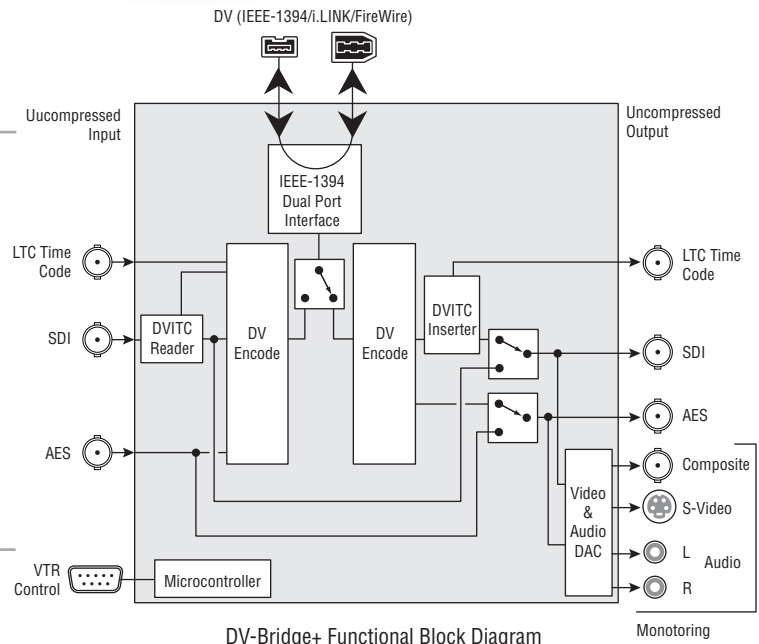 DV (IEEE-1394/i.LINK/FireWire)
Uucompressed
Input
Uncompressed
Output
IEEE-1394
Dual Port
Interface
LTC Time
Code
LTC Time
Code
DVITC
Reader
DV
Encode
DV
Encode
DVITC
Inserter
SDI
SDI
AES
AES
Video
&
Audio
DAC
Composite
S-Video
L
Audio
R
VTR
Control
Microcontroller
Monotoring
DV-Bridge+ Functional Block Diagram